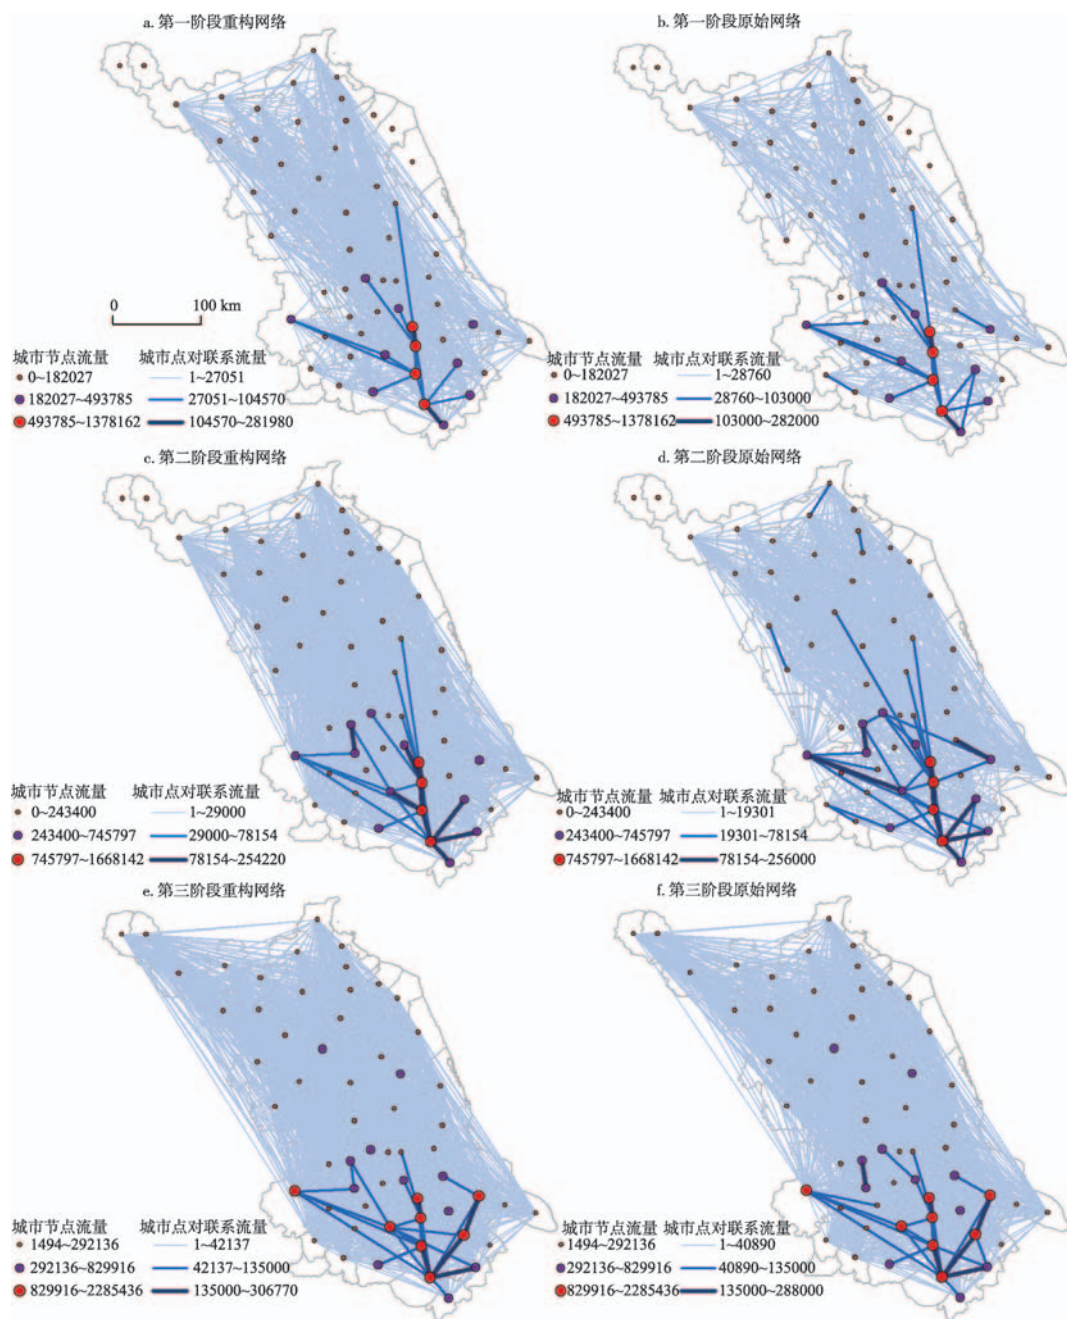 a. 第一阶段重构网络
0 100 km
城市节点流量 城市点对联系流量
0~182027 1~27051
182027~493785 27051~104570
493785~1378162 104570~281980
b. 第一阶段原始网络
城市节点流量 城市点对联系流量
0~182027 1~28760
182027~493785 28760~103000
493785~1378162 103000~282000
c. 第二阶段重构网络
城市节点流量 城市点对联系流量
0~243400 1~29000
243400~745797 29000~78154
745797~1668142 78154~254220
d. 第二阶段原始网络
城市节点流量 城市点对联系流量
0~243400 1~19301
243400~745797 19301~78154
745797~1668142 78154~256000
e. 第三阶段重构网络
城市节点流量 城市点对联系流量
1494~292136 1~42137
292136~829916 42137~135000
829916~2285436 135000~306770
f. 第三阶段原始网络
城市节点流量 城市点对联系流量
1494~292136 1~40890
292136~829916 40890~135000
829916~2285436 135000~288000